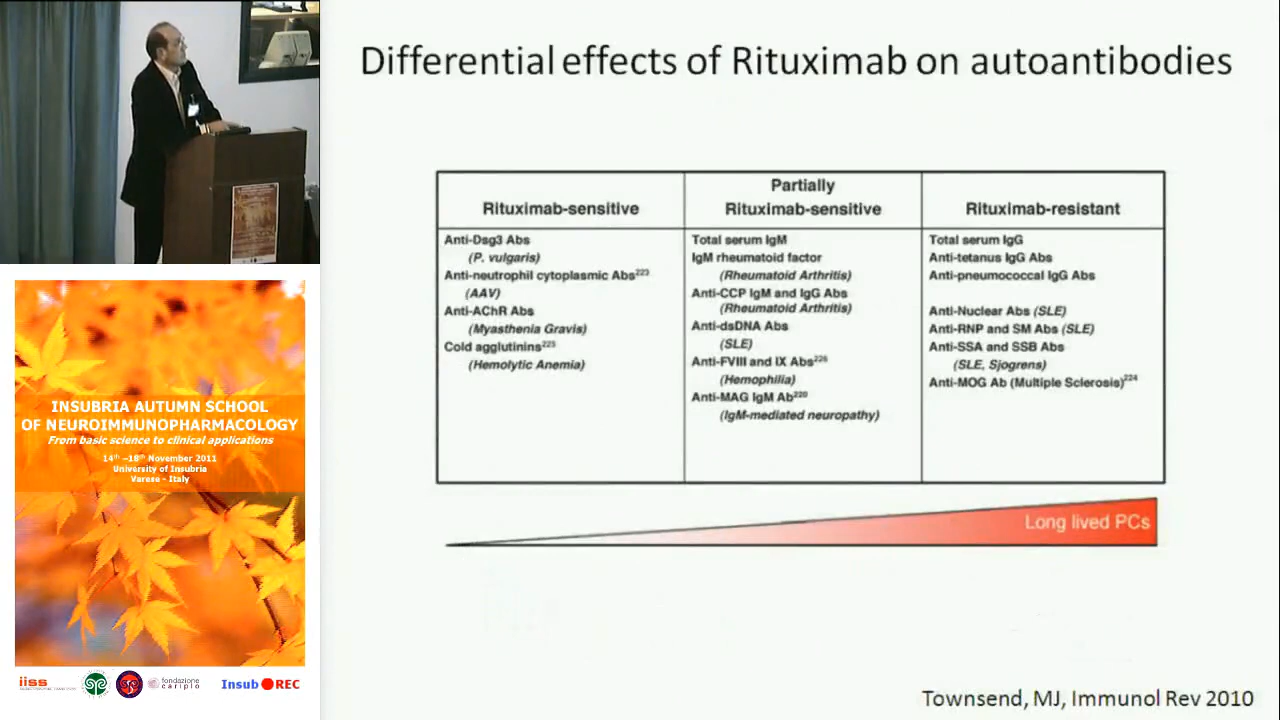 Differential effects of Rituximab on autoantibodies
Rituximab-sensitive
Anti-Dsg3 Abs
(P. vulgaris)
Anti-neutrophil cytoplasmic Abs223
(AAV)
Anti-AChR Abs
(Myasthenia Gravis)
Cold agglutinins225
(Hemolytic Anemia)
Partially
Rituximab-sensitive
Total serum IgM
IgM rheumatoid factor
(Rheumatoid Arthritis)
Anti-CCP IgM and IgG Abs
(Rheumatoid Arthritis)
Anti-dsDNA Abs
(SLE)
Anti-FVIII and IX Abs226
(Hemophilia)
Anti-MAG IgM Ab220
(IgM-mediated neuropathy)
Rituximab-resistant
Total serum IgG
Anti-tetanus IgG Abs
Anti-pneumococcal IgG Abs
Anti-Nuclear Abs (SLE)
Anti-RNP and SM Abs (SLE)
Anti-SSA and SSB Abs
(SLE, Sjogrens)
Anti-MOG Ab (Multiple Sclerosis)224
Long lived PCs
Townsend, MJ, Immunol Rev 2010
INSUBRIA AUTUMN SCHOOL
OF NEUROIMMUNOPHARMACOLOGY
From basic science to clinical applications
14th –18th November 2011
University of Insubria
Varese - Italy
iiss
fondazione
cariplo
Insub REC